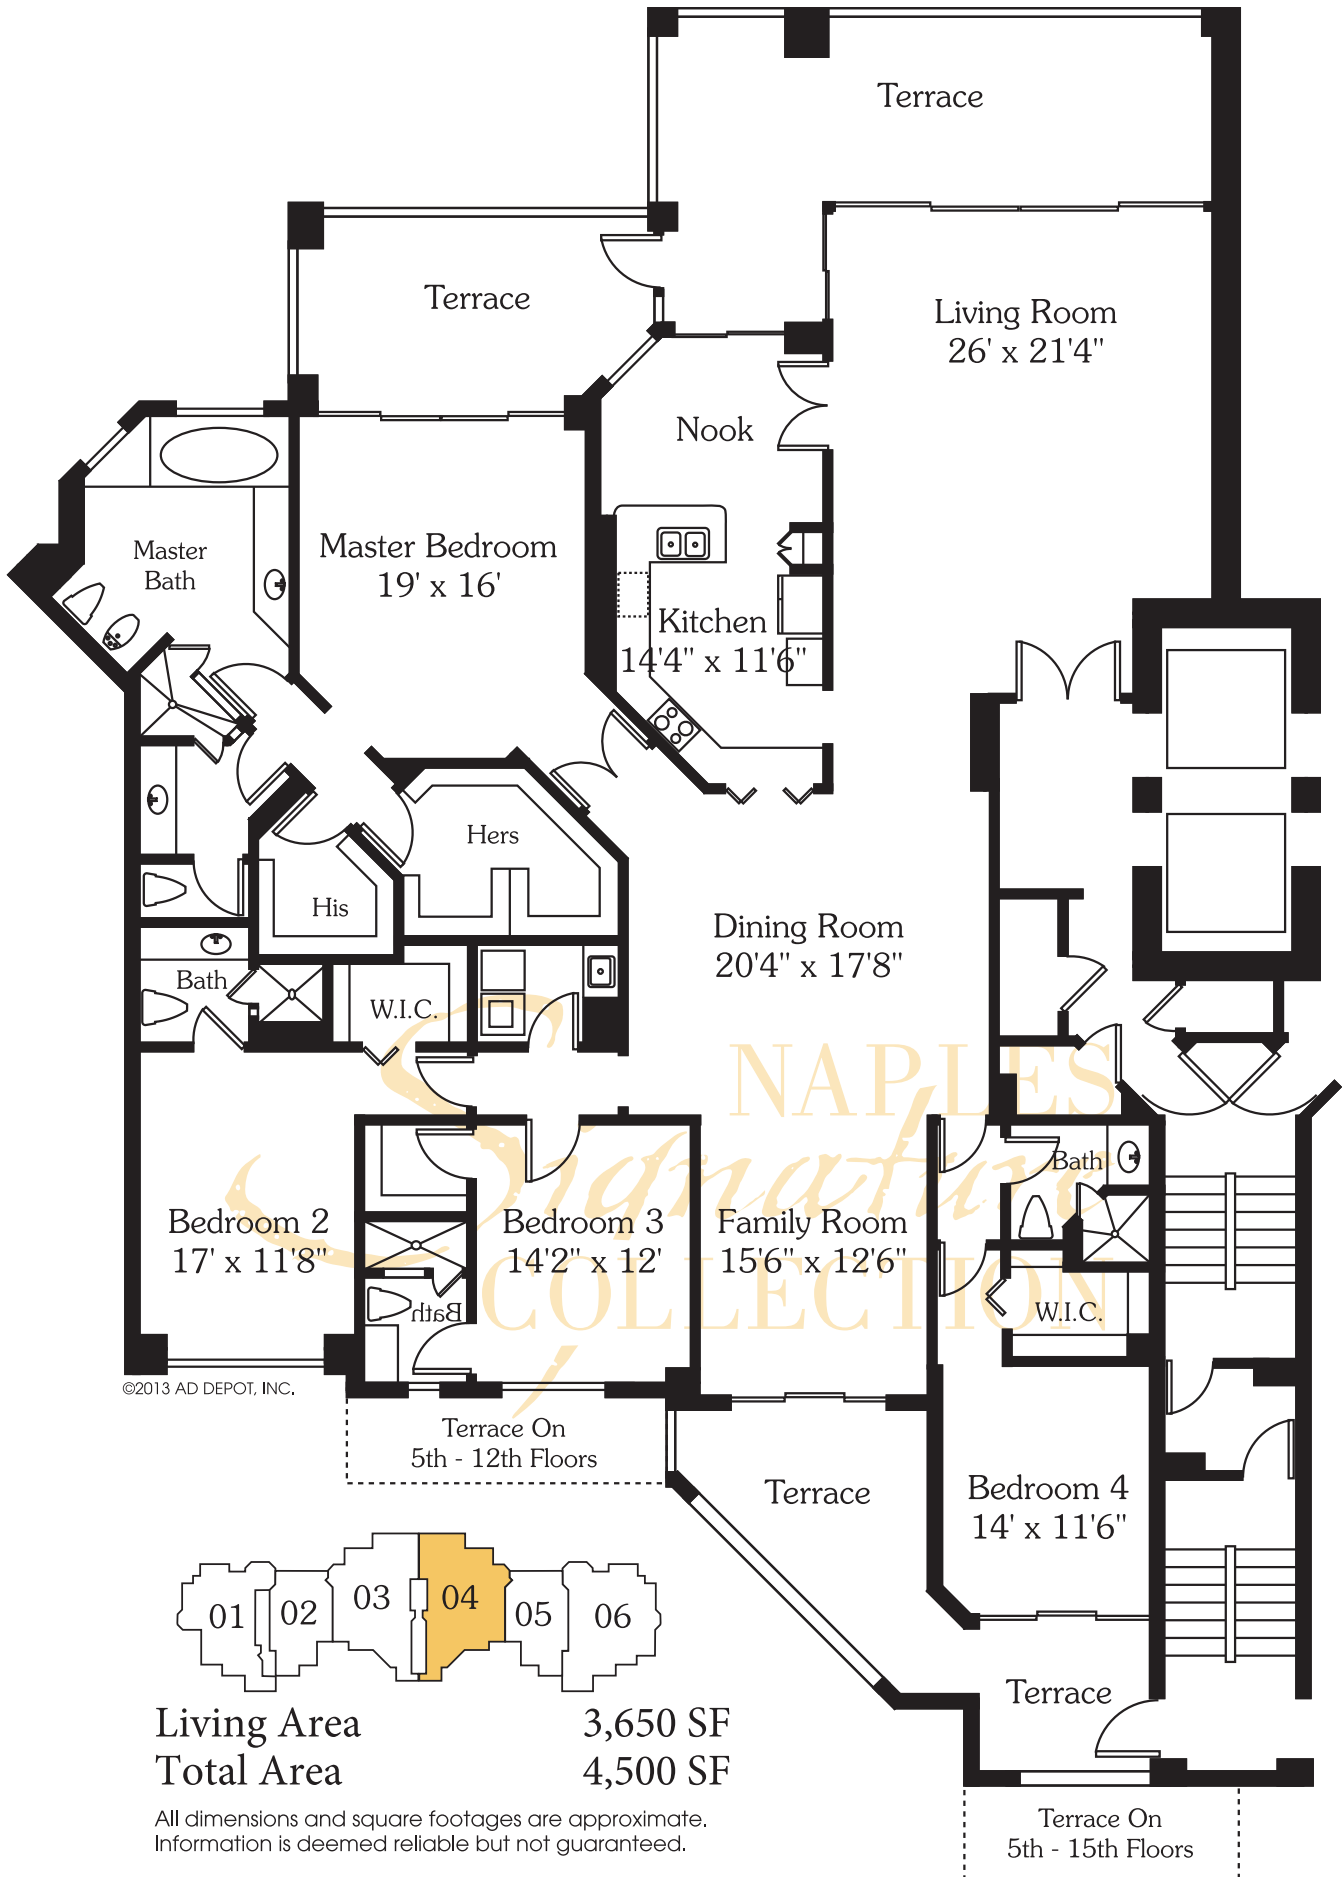 Terrace
Terrace
Living Room
26' x 21'4"
Nook
Master Bedroom
19' x 16'
Master
Bath
Kitchen
14'4" x 11'6"
Hers
His
Dining Room
20'4" x 17'8"
Bath
W.I.C.
NAPLES
Signature
COLLECTION
Bath
Bedroom 2
17' x 11'8"
Bedroom 3
14'2" x 12'
Family Room
15'6" x 12'6"
Bath
W.I.C.
©2013 AD DEPOT, INC.
Terrace On
5th - 12th Floors
Terrace
Bedroom 4
14' x 11'6"
01
02
03
04
05
06
Terrace
Living Area 3,650 SF
Total Area 4,500 SF
All dimensions and square footages are approximate.
Information is deemed reliable but not guaranteed.
Terrace On
5th - 15th Floors